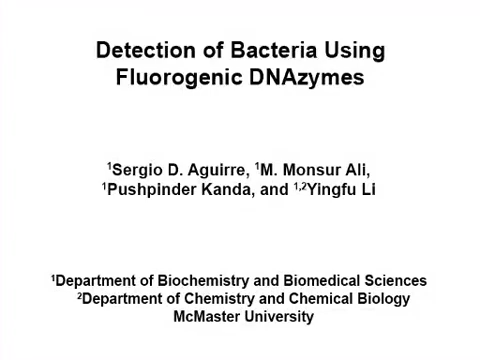 Detection of Bacteria Using
Fluorogenic DNAzymes
¹Sergio D. Aguirre, ¹M. Monsur Ali,
¹Pushpinder Kanda, and ¹,²Yingfu Li
¹Department of Biochemistry and Biomedical Sciences
²Department of Chemistry and Chemical Biology
McMaster University